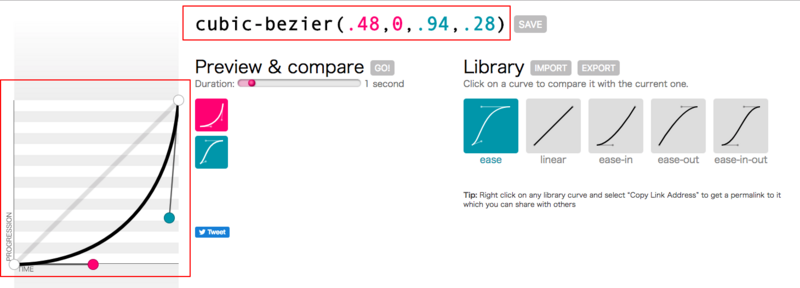 cubic-bezier(.48,0,.94,.28) SAVE
Preview & compare GO!
Duration: 1 second
Library IMPORT EXPORT
Click on a curve to compare it with the current one.
ease linear ease-in ease-out ease-in-out
Tip: Right click on any library curve and select "Copy Link Address" to get a permalink to it
which you can share with others
Tweet
PROGRESSION
TIME